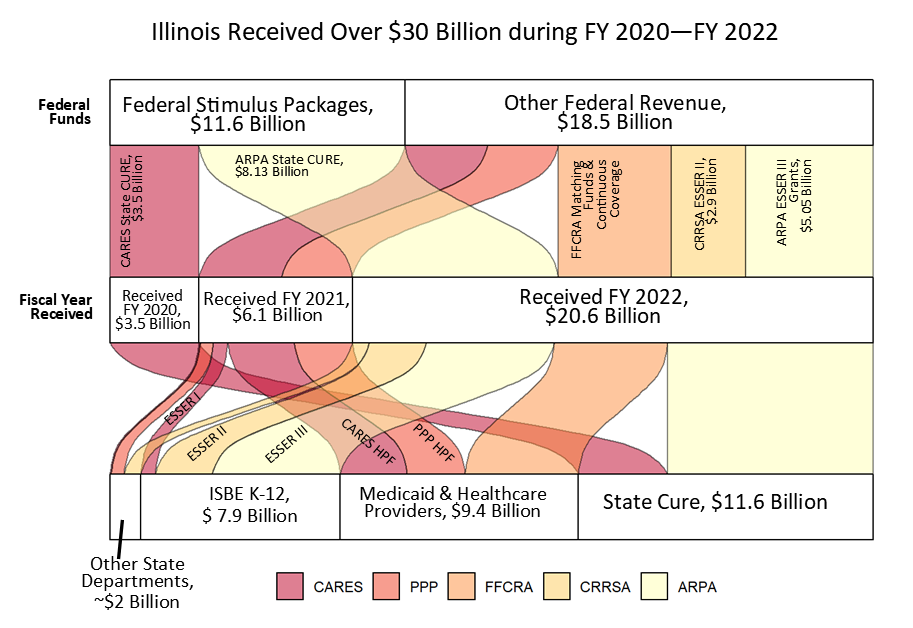 Illinois Received Over $30 Billion during FY 2020—FY 2022
Federal
Funds
Federal Stimulus Packages,
$11.6 Billion
Other Federal Revenue,
$18.5 Billion
CARES State CURE,
$3.5 Billion
ARPA State CURE,
$8.13 Billion
FFCRA Matching
Funds &
Continuous
Coverage
CRRSA ESSER II,
$2.9 Billion
ARPA ESSER III
Grants,
$5.05 Billion
Fiscal Year
Received
Received
FY 2020,
$3.5 Billion
Received FY 2021,
$6.1 Billion
Received FY 2022,
$20.6 Billion
ESSER I
ESSER II
ESSER III
CARES HPF
PPP HPF
ISBE K-12,
$ 7.9 Billion
Medicaid & Healthcare
Providers, $9.4 Billion
State Cure, $11.6 Billion
Other State
Departments,
~$2 Billion
CARES
PPP
FFCRA
CRRSA
ARPA